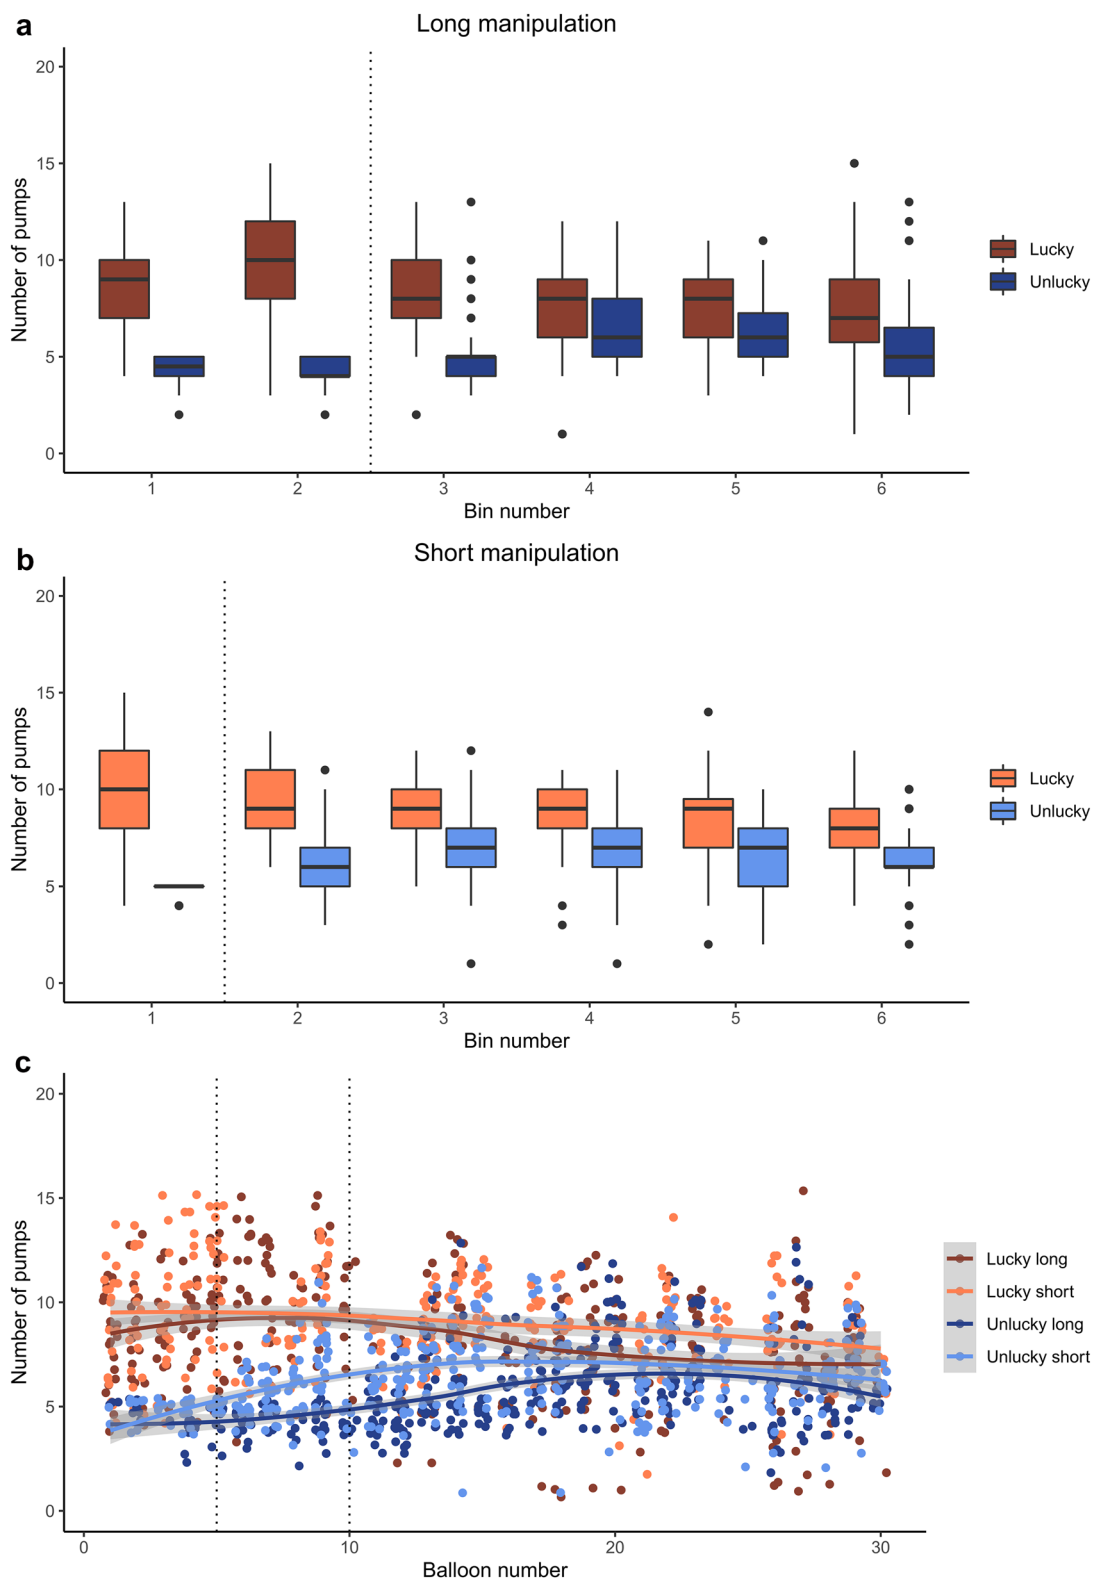 a
Long manipulation
Number of pumps
20
15
10
5
0
1 2 3 4 5 6
Bin number
Lucky
Unlucky
b
Short manipulation
Number of pumps
20
15
10
5
0
1 2 3 4 5 6
Bin number
Lucky
Unlucky
c
Number of pumps
20
15
10
5
0
0 10 20 30
Balloon number
Lucky long
Lucky short
Unlucky long
Unlucky short